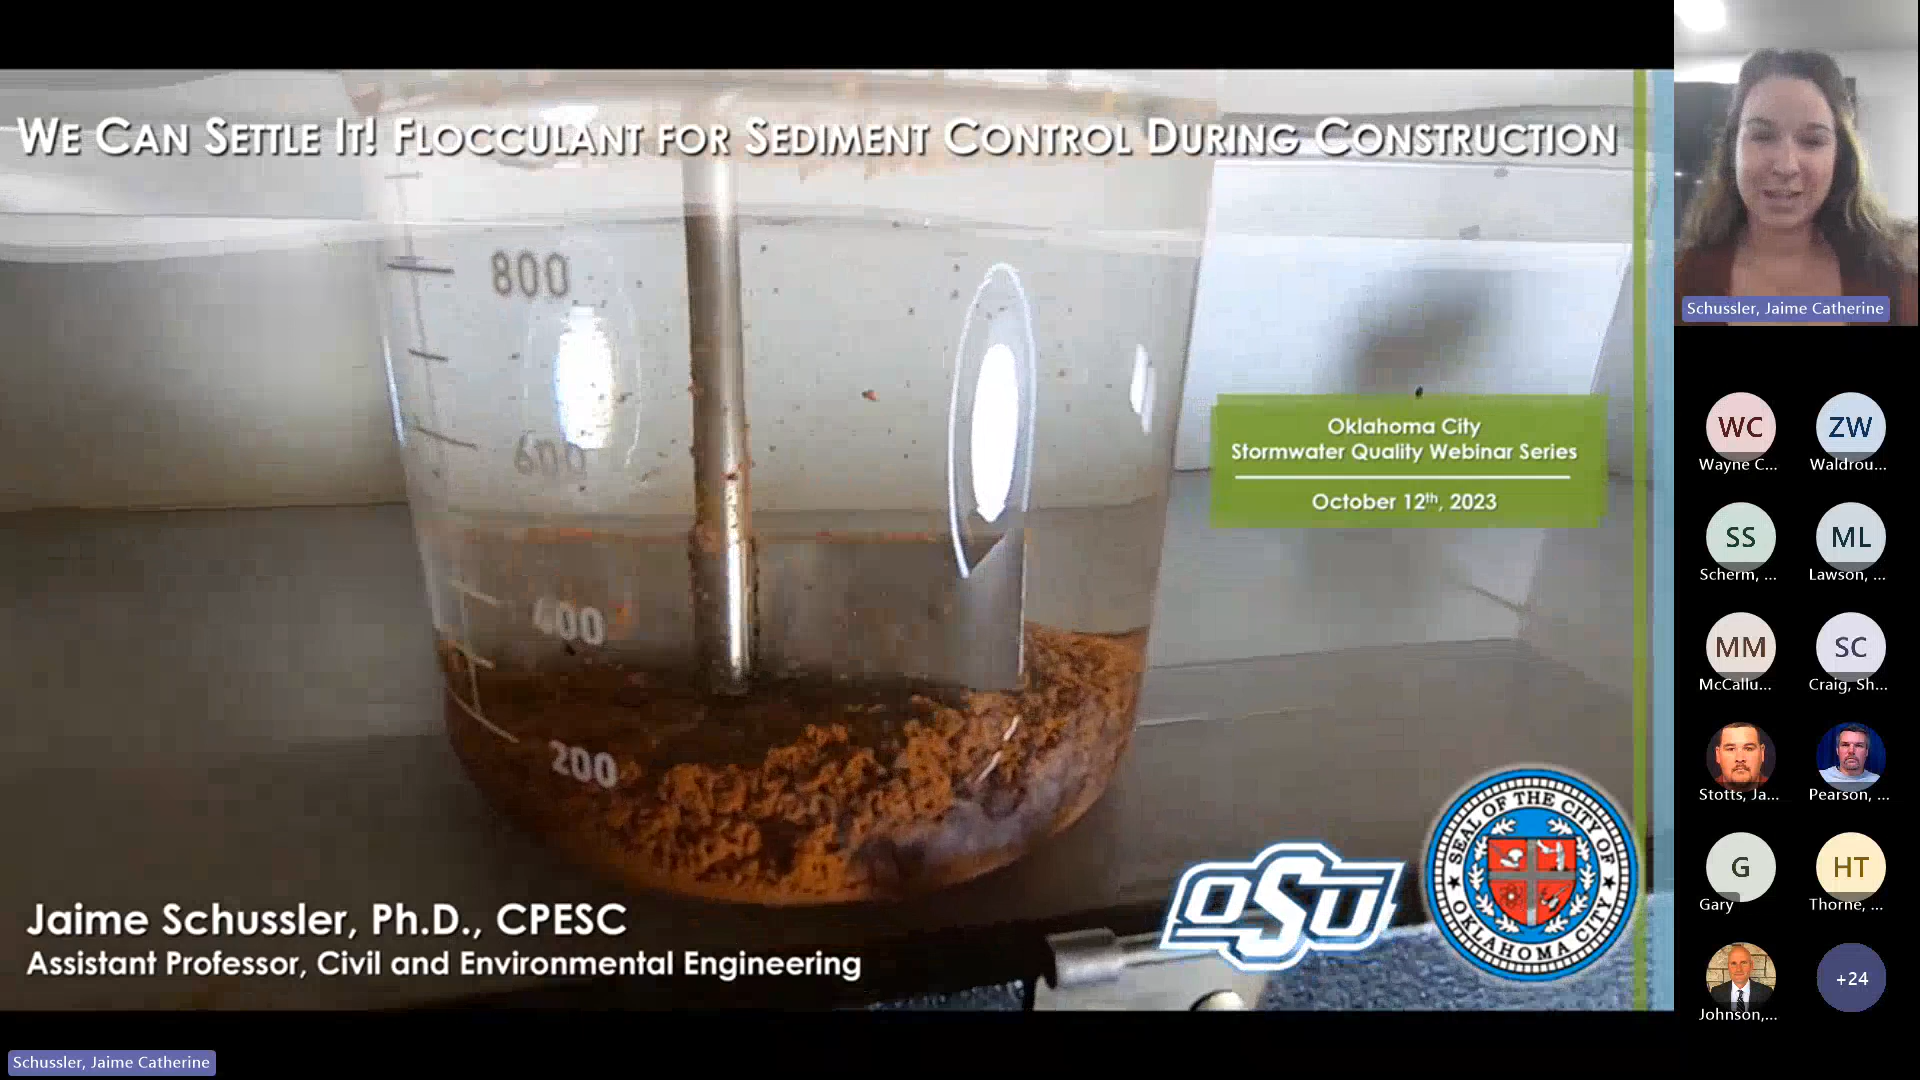 WE CAN SETTLE IT! FLOCCULANT FOR SEDIMENT CONTROL DURING CONSTRUCTION
800
600
400
200
Oklahoma City
Stormwater Quality Webinar Series
October 12th, 2023
Jaime Schussler, Ph.D., CPESC
Assistant Professor, Civil and Environmental Engineering
OSU
SEAL OF THE CITY OF
OKLAHOMA CITY
Schussler, Jaime Catherine
Schussler, Jaime Catherine
WC
Wayne C...
ZW
Waldrou...
SS
Scherm, ...
ML
Lawson, ...
MM
McCallu...
SC
Craig, Sh...
Stotts, Ja...
Pearson, ...
G
Gary
HT
Thorne, ...
Johnson,...
+24